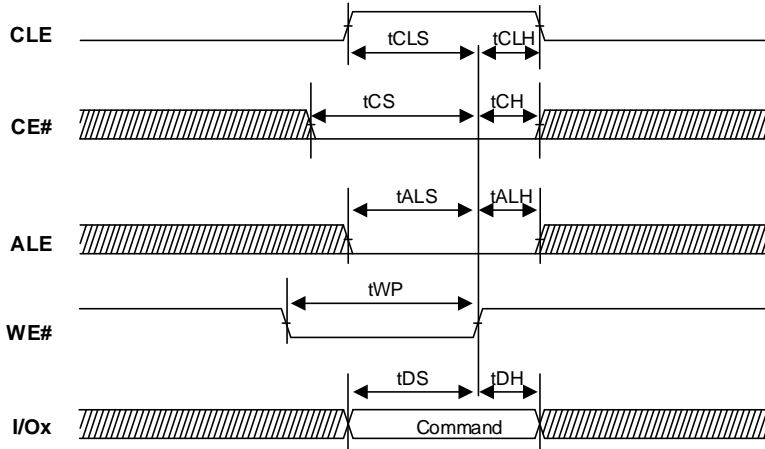 CLE
tCLS tCLH
tCS tCH
CE#
tALS tALH
ALE
tWP
WE#
tDS tDH
I/Ox Command